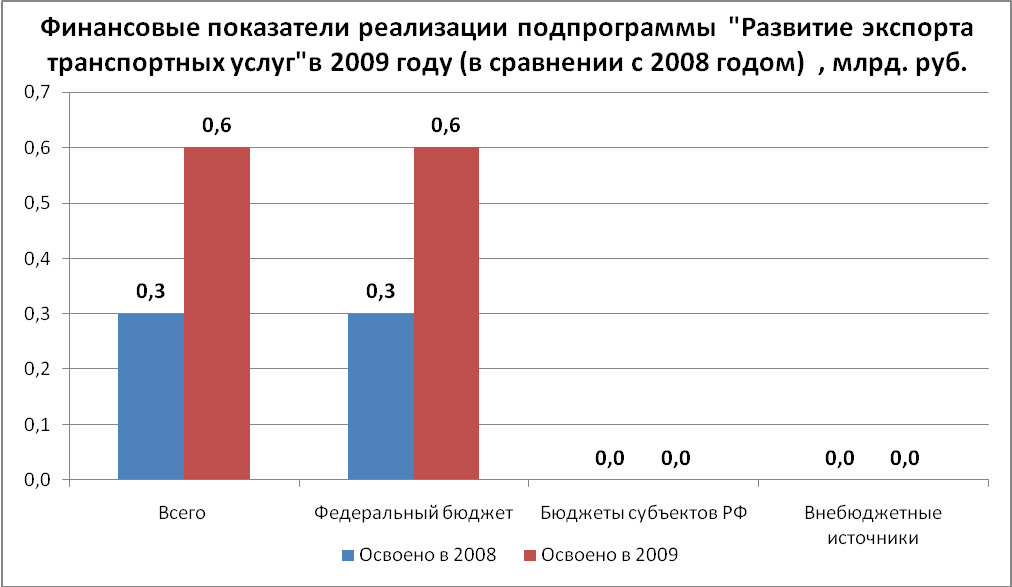 Финансовые показатели реализации подпрограммы "Развитие экспорта
транспортных услуг"в 2009 году (в сравнении с 2008 годом) , млрд. руб.
0,7
0,6
0,5
0,4
0,3
0,2
0,1
0,0
0,3
0,6
0,3
0,6
0,0
0,0
0,0
0,0
Всего
Федеральный бюджет
Бюджеты субъектов РФ
Внебюджетные
источники
Освоено в 2008
Освоено в 2009